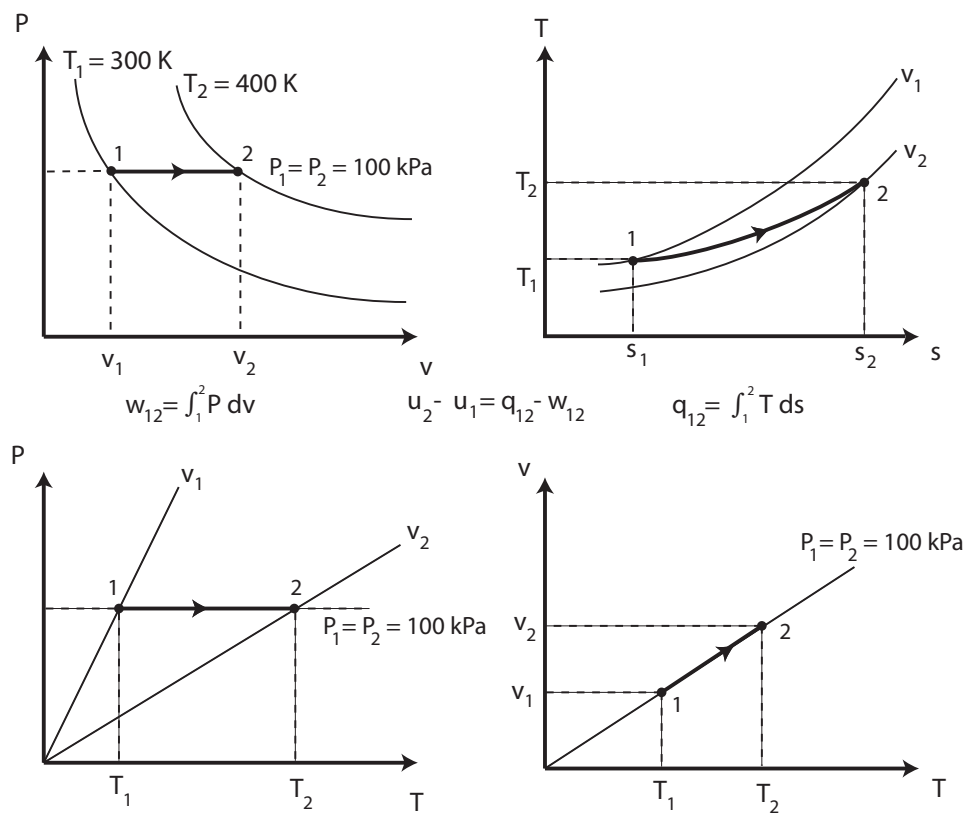 P
T₁ = 300 K
T₂ = 400 K
1
2
P₁ = P₂ = 100 kPa
v₁
v₂
v
T
v₁
v₂
T₂
2
1
T₁
s₁
s₂
s
w₁₂ = ∫₁² P dv
u₂ - u₁ = q₁₂ - w₁₂
q₁₂ = ∫₁² T ds
P
v₁
v₂
1
2
P₁ = P₂ = 100 kPa
T₁
T₂
T
v
P₁ = P₂ = 100 kPa
v₂
2
v₁
1
T₁
T₂
T